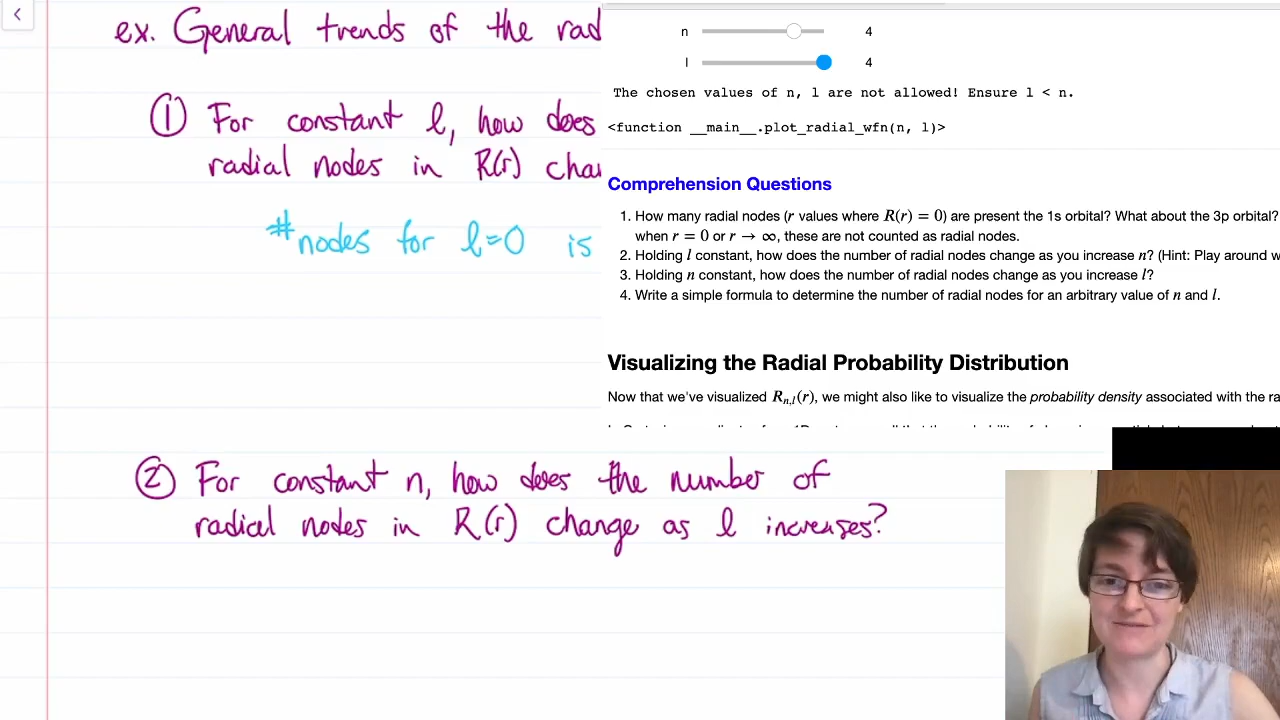 ex. General trends of the rad
① For constant l, how does
radial nodes in R(r) chan
# nodes for l=0 is
② For constant n, how does the number of
radial nodes in R(r) change as l increases?
n 4
l 4
The chosen values of n, l are not allowed! Ensure l < n.
<function __main__.plot_radial_wfn(n, l)>
Comprehension Questions
1. How many radial nodes (r values where R(r) = 0) are present the 1s orbital? What about the 3p orbital?
when r = 0 or r → ∞, these are not counted as radial nodes.
2. Holding l constant, how does the number of radial nodes change as you increase n? (Hint: Play around w
3. Holding n constant, how does the number of radial nodes change as you increase l?
4. Write a simple formula to determine the number of radial nodes for an arbitrary value of n and l.
Visualizing the Radial Probability Distribution
Now that we've visualized Rn,l(r), we might also like to visualize the probability density associated with the ra